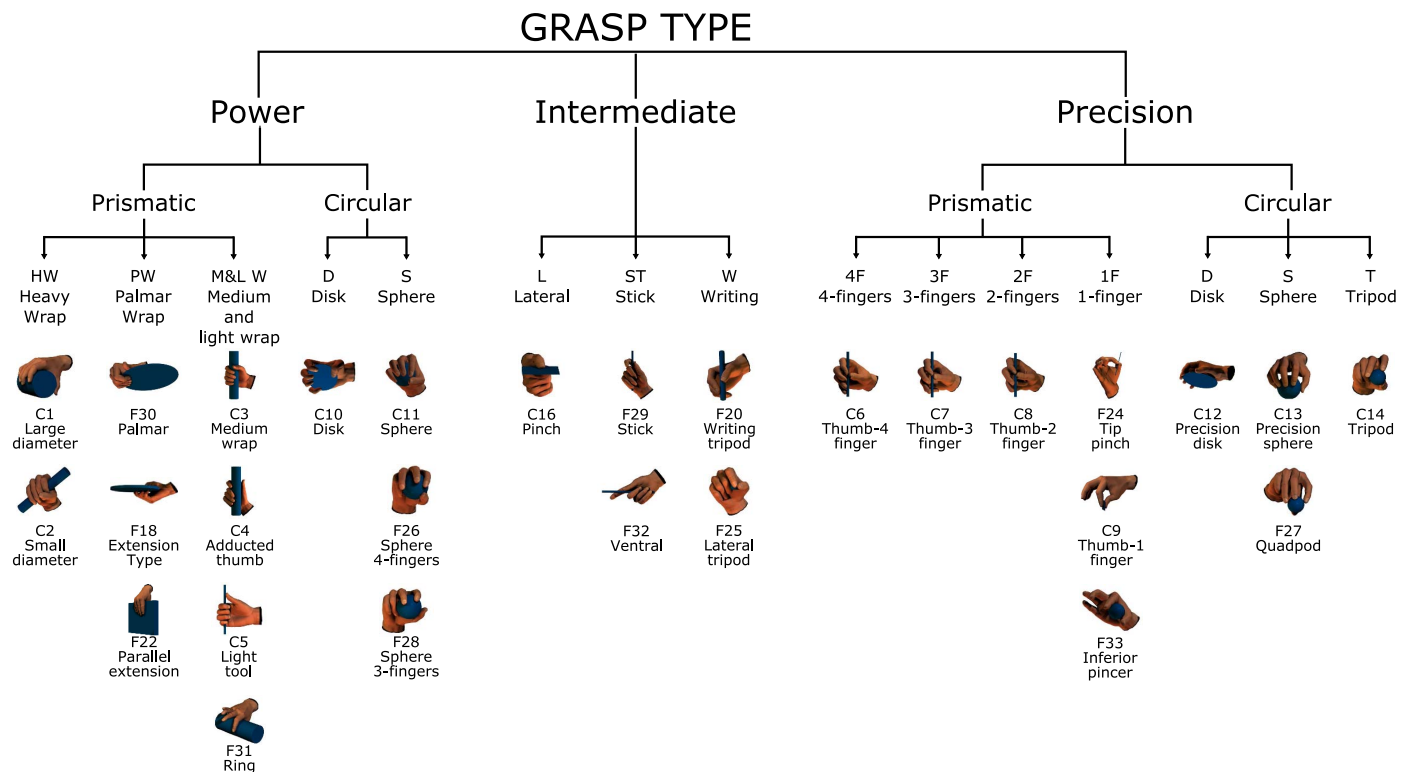 GRASP TYPE
Power
Intermediate
Precision
Prismatic
Circular
Prismatic
Circular
HW
Heavy
Wrap
PW
Palmar
Wrap
M&L W
Medium
and
light wrap
D
Disk
S
Sphere
L
Lateral
ST
Stick
W
Writing
4F
4-fingers
3F
3-fingers
2F
2-fingers
1F
1-finger
D
Disk
S
Sphere
T
Tripod
C1
Large
diameter
F30
Palmar
C3
Medium
wrap
C10
Disk
C11
Sphere
C16
Pinch
F29
Stick
F20
Writing
tripod
C6
Thumb-4
finger
C7
Thumb-3
finger
C8
Thumb-2
finger
F24
Tip
pinch
C12
Precision
disk
C13
Precision
sphere
C14
Tripod
C2
Small
diameter
F18
Extension
Type
C4
Adducted
thumb
F26
Sphere
4-fingers
F32
Ventral
F25
Lateral
tripod
C9
Thumb-1
finger
F27
Quadpod
F22
Parallel
extension
C5
Light
tool
F28
Sphere
3-fingers
F33
Inferior
pincer
F31
Ring